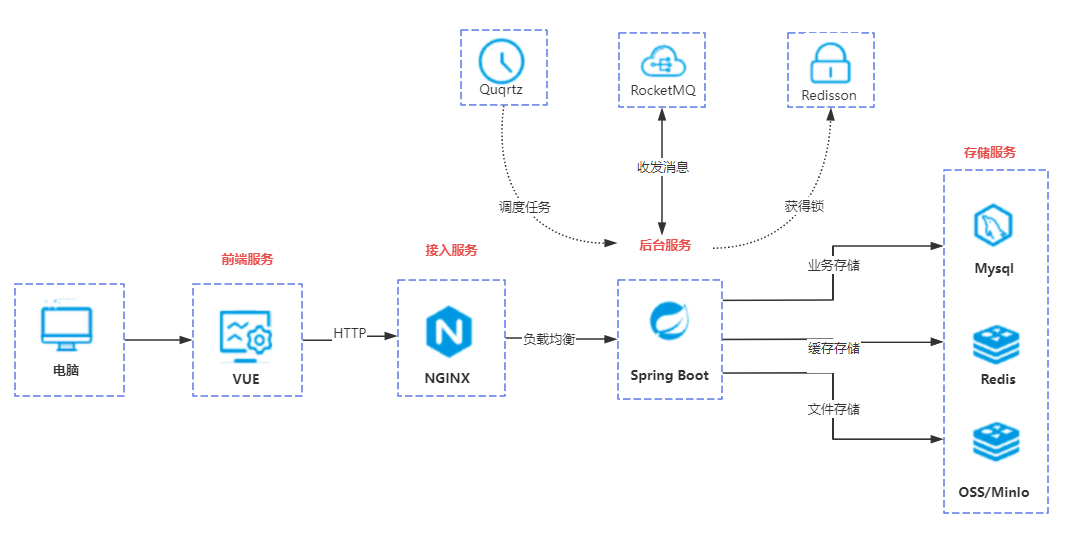 Quqrtz
RocketMQ
Redisson
收发消息
存储服务
调度任务
获得锁
后台服务
接入服务
前端服务
业务存储
Mysql
HTTP
负载均衡
缓存存储
电脑
VUE
NGINX
Spring Boot
Redis
文件存储
OSS/MinIo